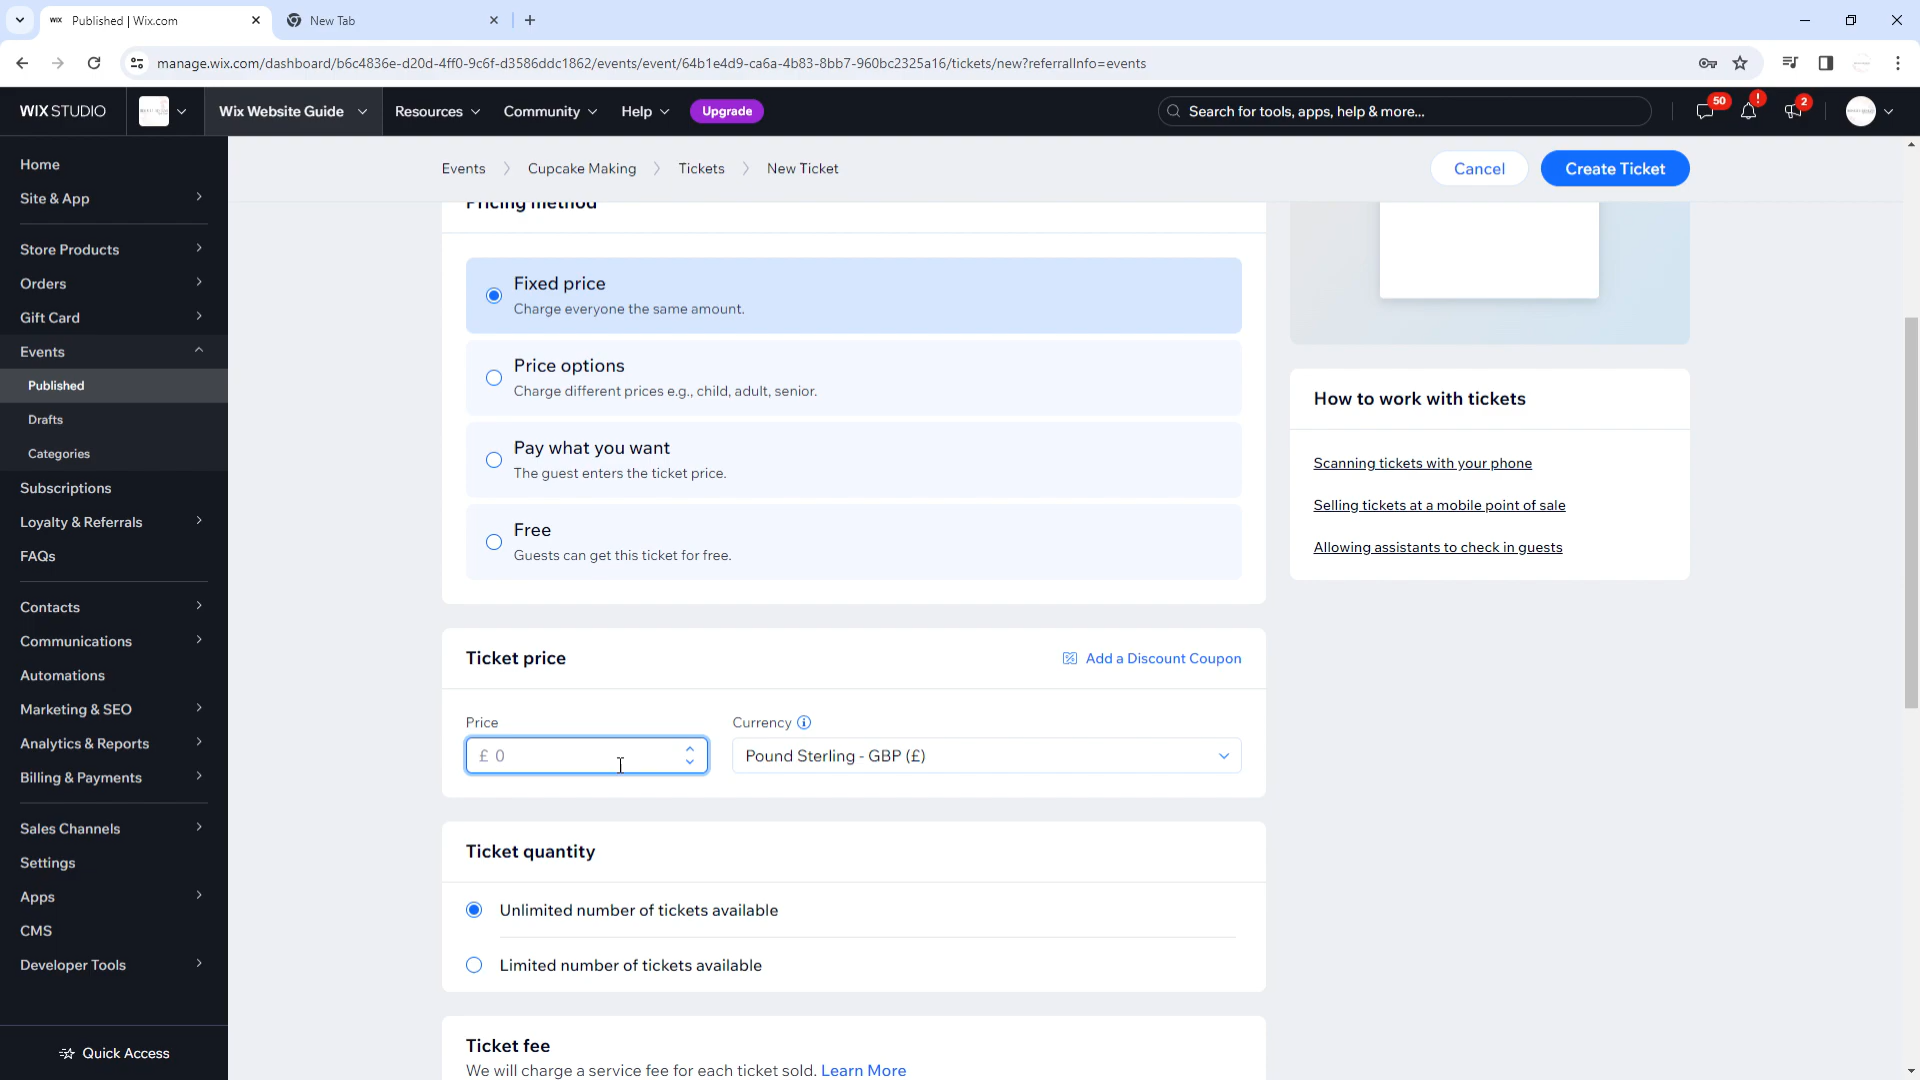 WIX Published | Wix.com
New Tab
manage.wix.com/dashboard/b6c4836e-d20d-4ff0-9c6f-d3586ddc1862/events/event/64b1e4d9-ca6a-4b83-8bb7-960bc2325a16/tickets/new?referralInfo=events
WIX STUDIO
Wix Website Guide
Resources
Community
Help
Upgrade
Search for tools, apps, help & more...
50
!
2
Home
Site & App
Store Products
Orders
Gift Card
Events
Published
Drafts
Categories
Subscriptions
Loyalty & Referrals
FAQs
Contacts
Communications
Automations
Marketing & SEO
Analytics & Reports
Billing & Payments
Sales Channels
Settings
Apps
CMS
Developer Tools
Quick Access
Events > Cupcake Making > Tickets > New Ticket
Cancel
Create Ticket
Pricing method
Fixed price
Charge everyone the same amount.
Price options
Charge different prices e.g., child, adult, senior.
Pay what you want
The guest enters the ticket price.
Free
Guests can get this ticket for free.
Ticket price
Add a Discount Coupon
Price
Currency
£ 0
Pound Sterling - GBP (£)
Ticket quantity
Unlimited number of tickets available
Limited number of tickets available
Ticket fee
We will charge a service fee for each ticket sold. Learn More
How to work with tickets
Scanning tickets with your phone
Selling tickets at a mobile point of sale
Allowing assistants to check in guests